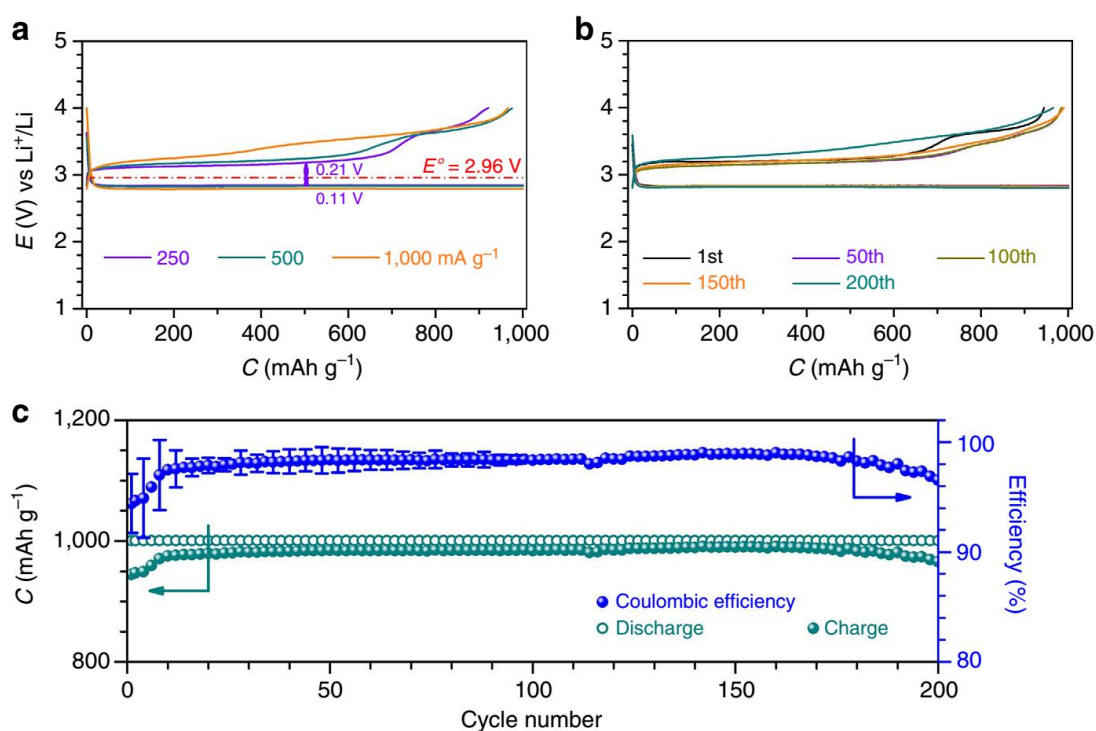 a
5
4
3
2
1
E (V) vs Li⁺/Li
E° = 2.96 V
0.21 V
0.11 V
250
500
1,000 mA g⁻¹
0
200
400
600
800
1,000
C (mAh g⁻¹)
b
5
4
3
2
1
1st
50th
100th
150th
200th
0
200
400
600
800
1,000
C (mAh g⁻¹)
c
1,200
1,000
800
C (mAh g⁻¹)
100
90
80
Efficiency (%)
Coulombic efficiency
Discharge
Charge
0
50
100
150
200
Cycle number